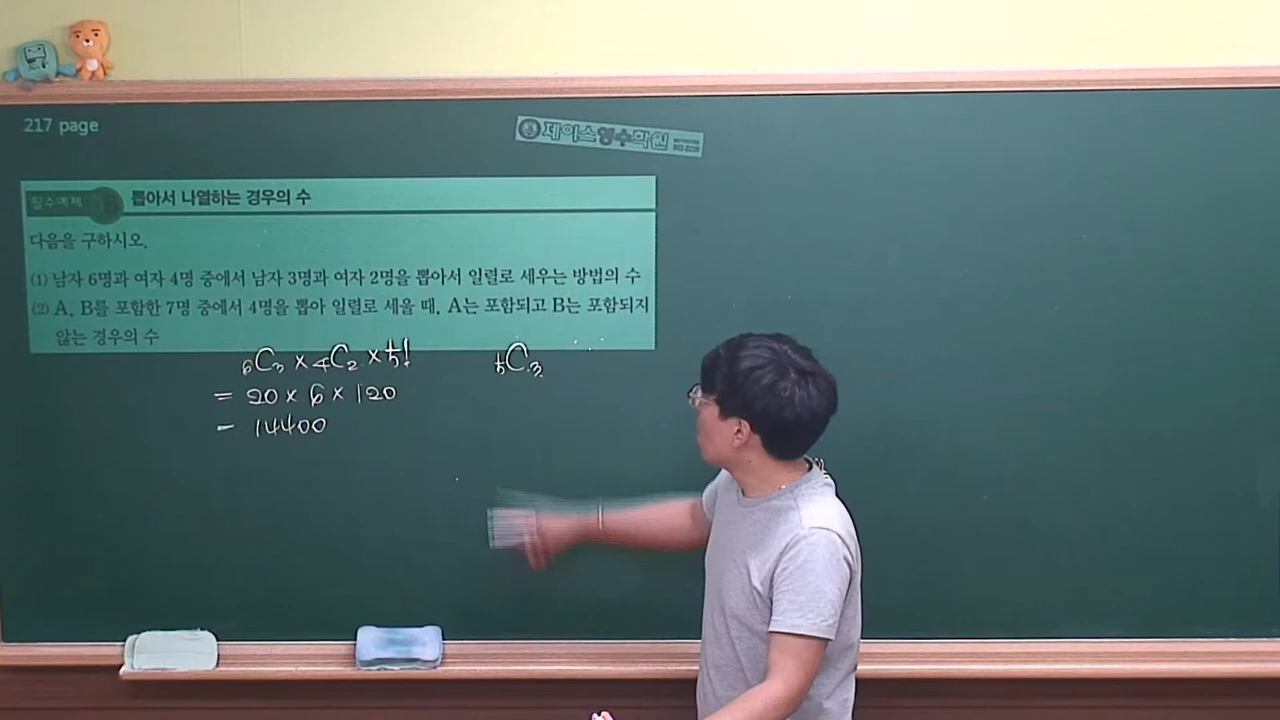 217 page
제이스영수학원
필수예제
뽑아서 나열하는 경우의 수
다음을 구하시오.
(1) 남자 6명과 여자 4명 중에서 남자 3명과 여자 2명을 뽑아서 일렬로 세우는 방법의 수
(2) A, B를 포함한 7명 중에서 4명을 뽑아 일렬로 세울 때, A는 포함되고 B는 포함되지
않는 경우의 수
₆C₃ × ₄C₂ × 5!
= 20 × 6 × 120
= 14400
₅C₃